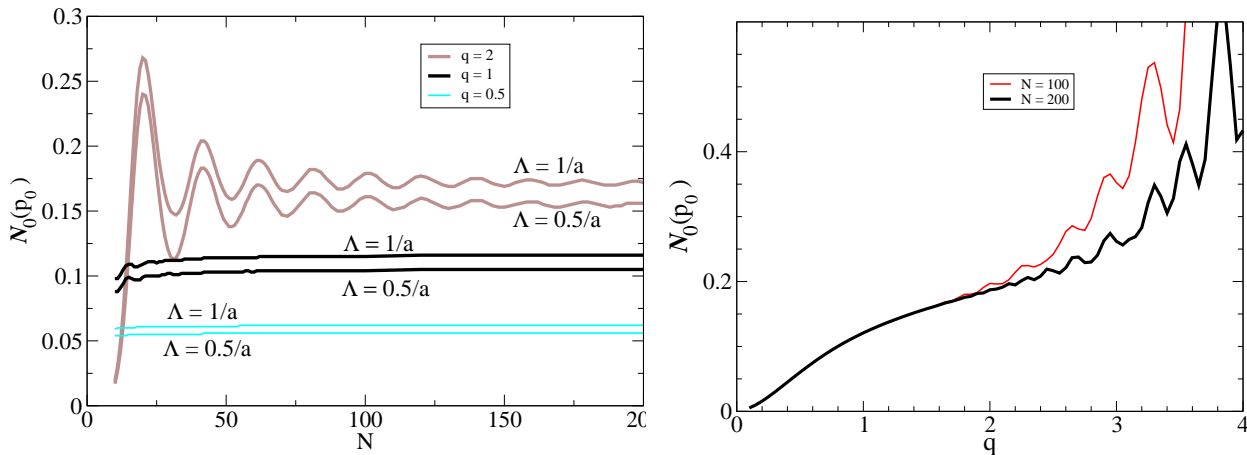 0.3
0.25
0.2
0.15
0.1
0.05
0
N₀(p₀)
q = 2
q = 1
q = 0.5
Λ = 1/a
Λ = 0.5/a
Λ = 1/a
Λ = 0.5/a
Λ = 1/a
Λ = 0.5/a
0 50 100 150 200
N
0.4
0.2
0
N₀(p₀)
N = 100
N = 200
0 1 2 3 4
q